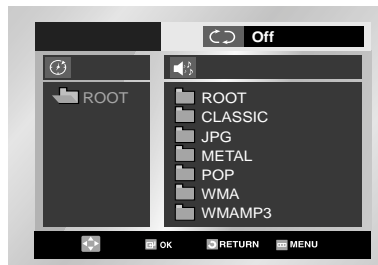 Off
ROOT
ROOT
CLASSIC
JPG
METAL
POP
WMA
WMAMP3
OK RETURN MENU